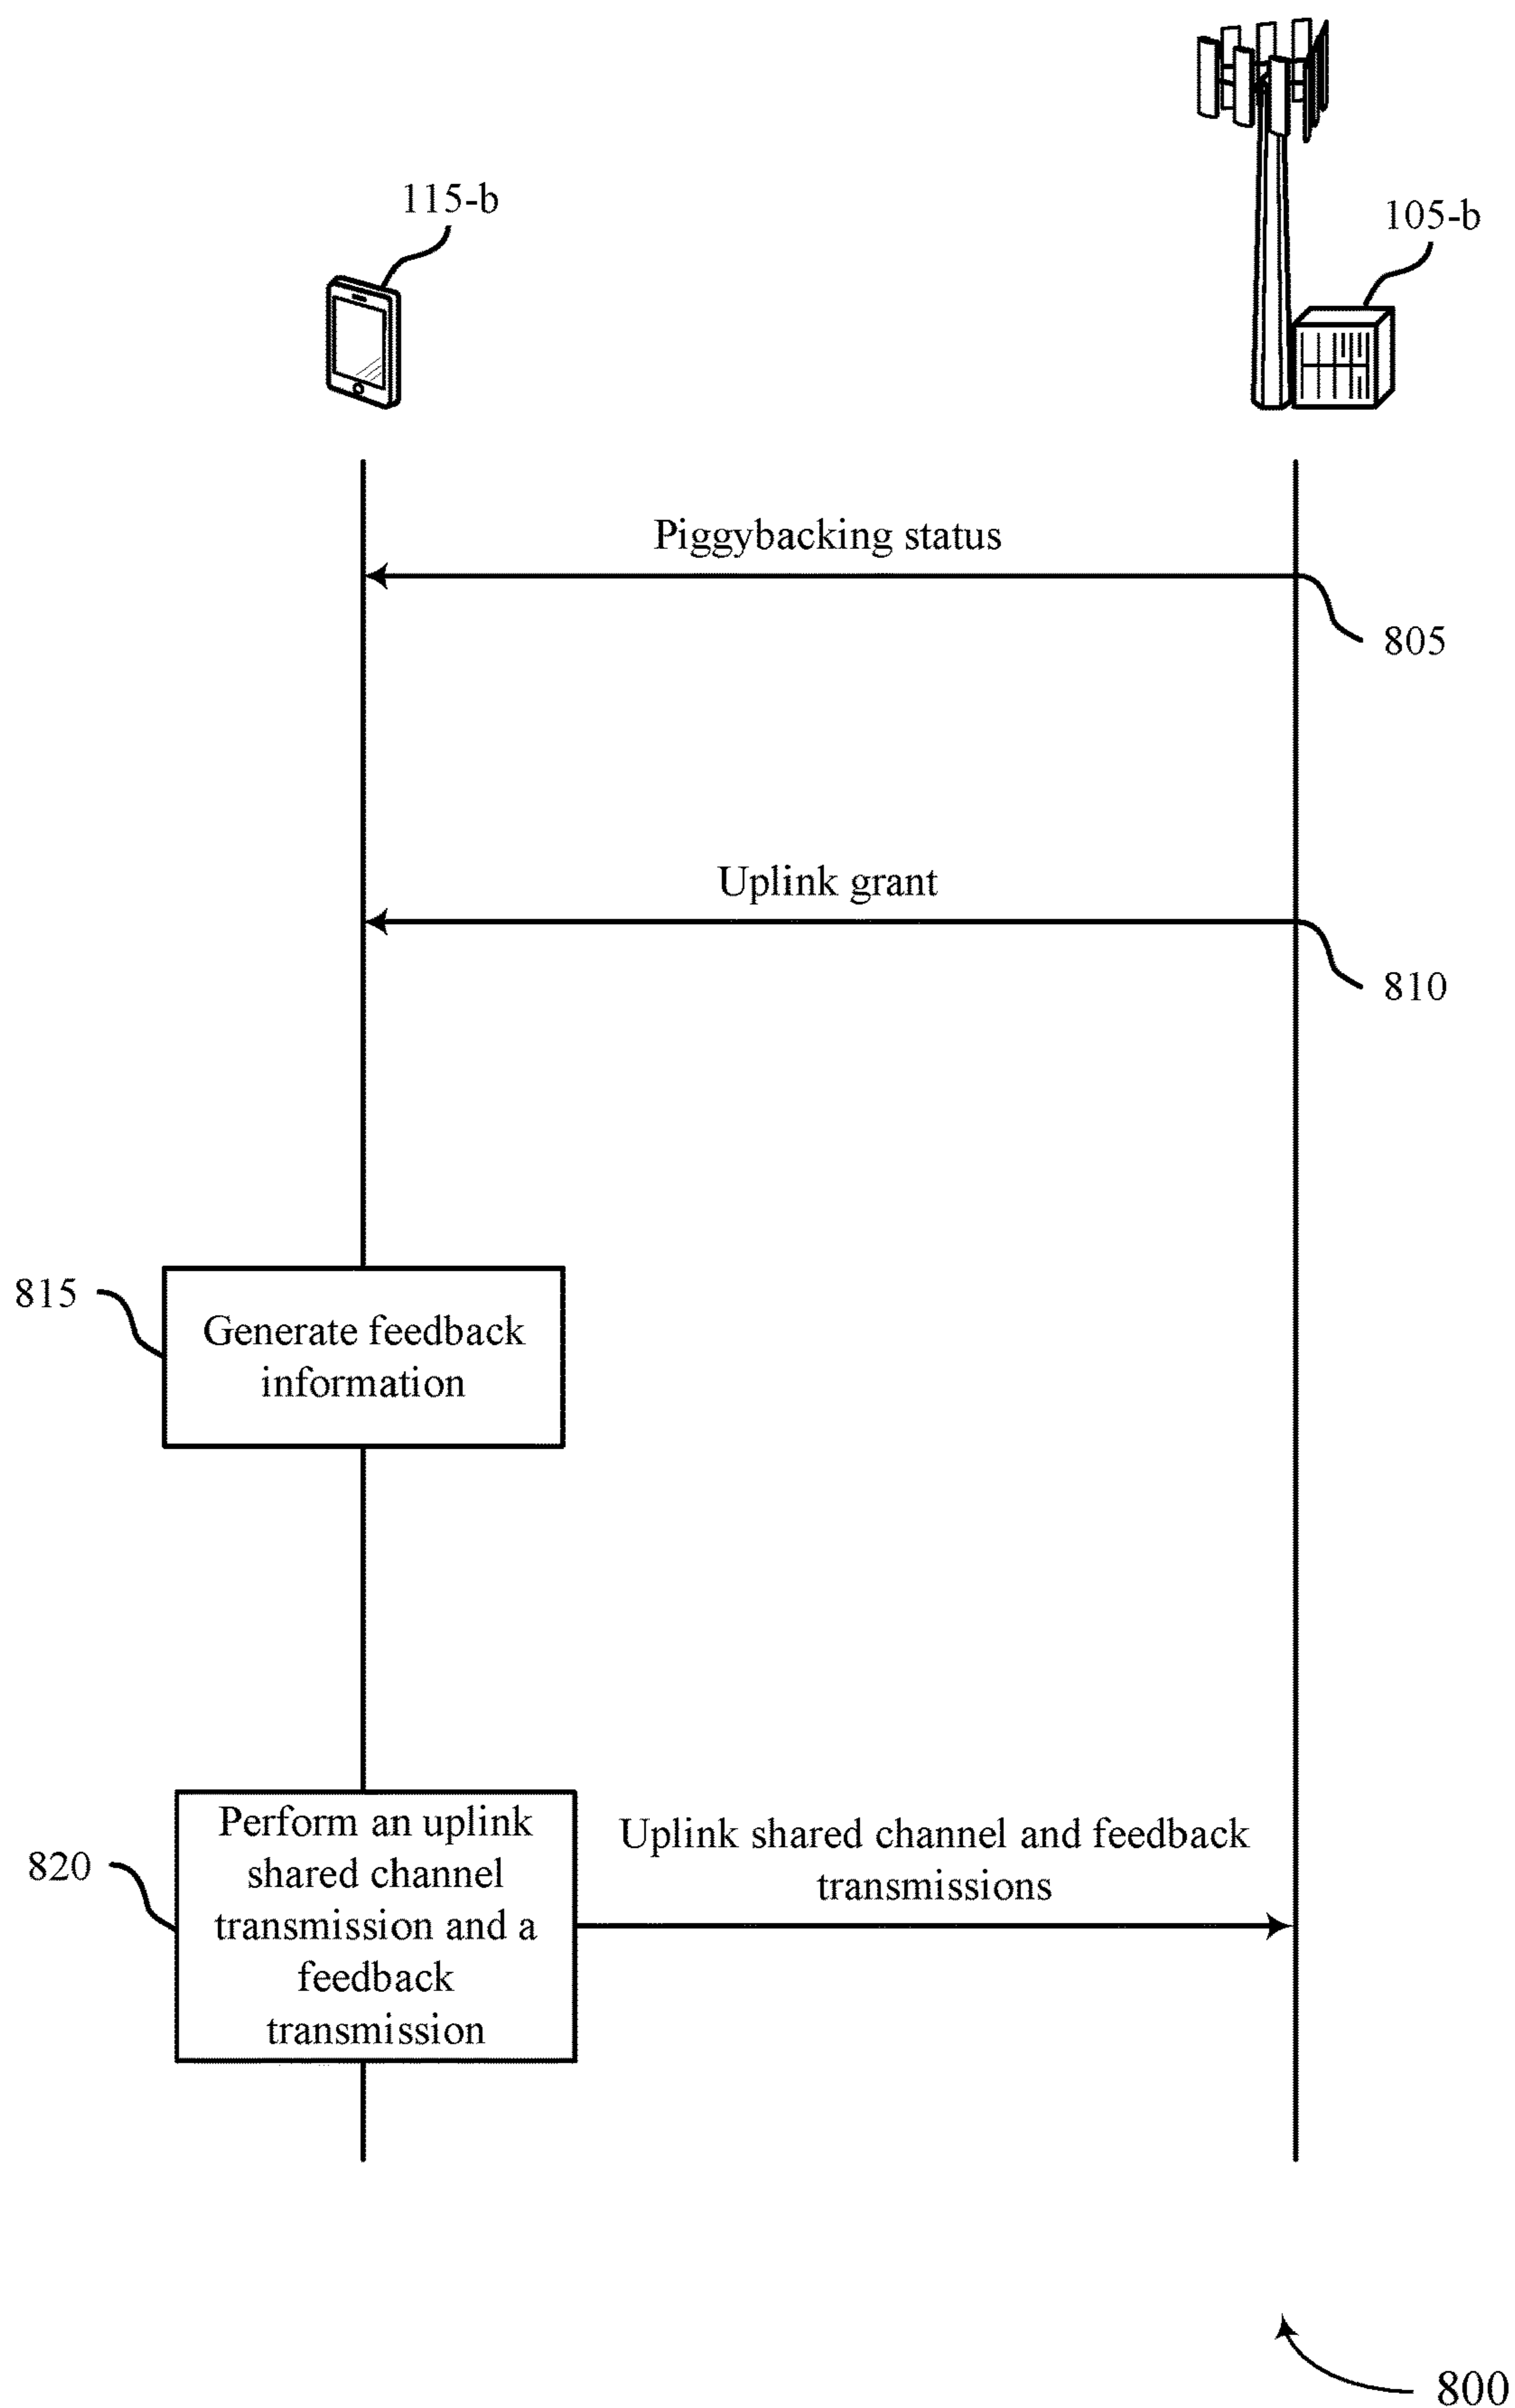 115-b
105-b
Piggybacking status
805
Uplink grant
810
815
Generate feedback
information
820
Perform an uplink
shared channel
transmission and a
feedback
transmission
Uplink shared channel and feedback
transmissions
800